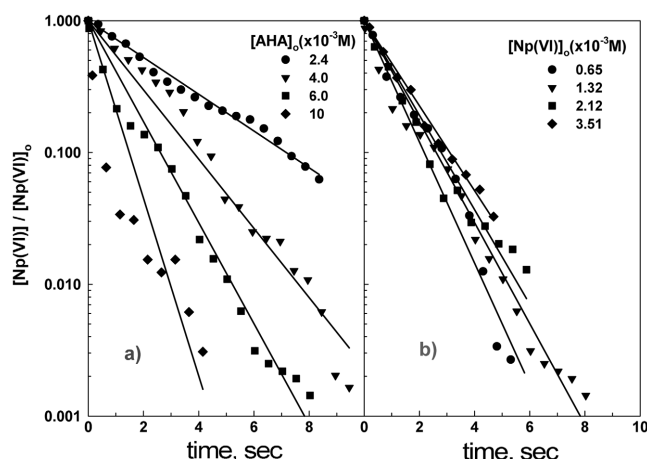 [Np(VI)] / [Np(VI)]o
1.000
0.100
0.010
0.001
[AHA]o(x10-3M)
2.4
4.0
6.0
10
a)
0 2 4 6 8
time, sec
[Np(VI)]o(x10-3M)
0.65
1.32
2.12
3.51
b)
0 2 4 6 8 10
time, sec